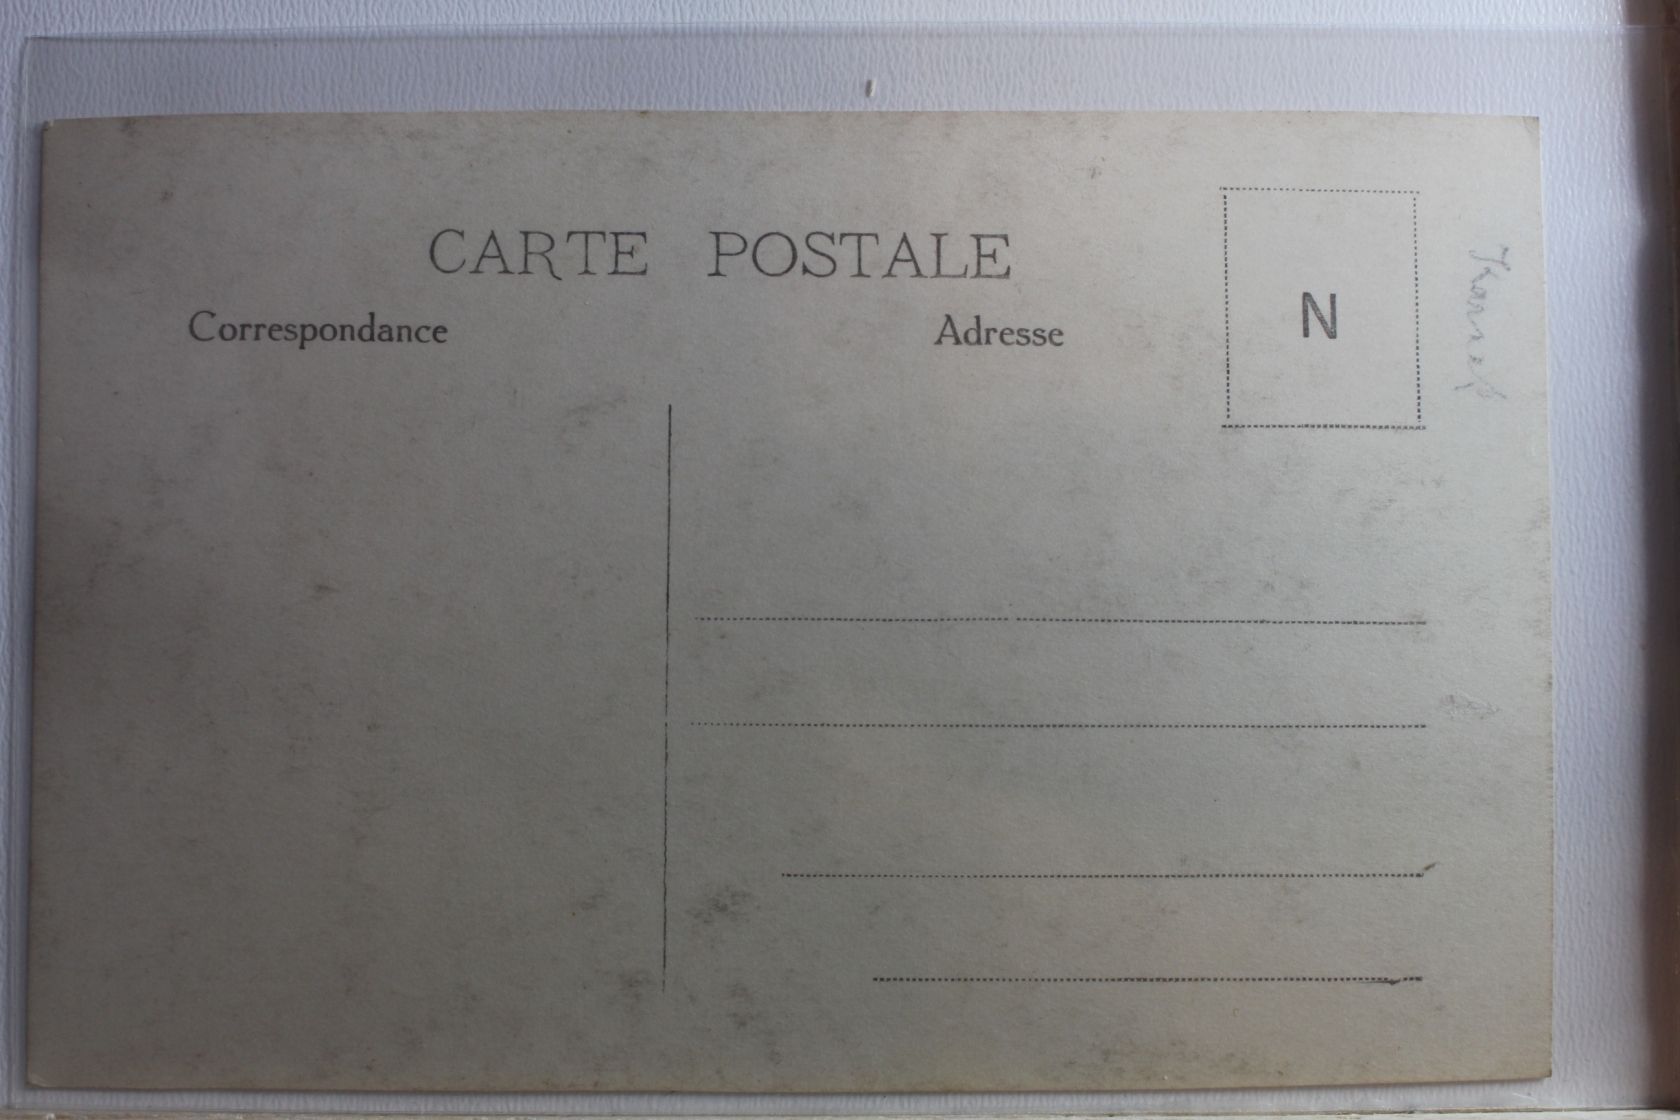 CARTE POSTALE
Correspondance
Adresse
N